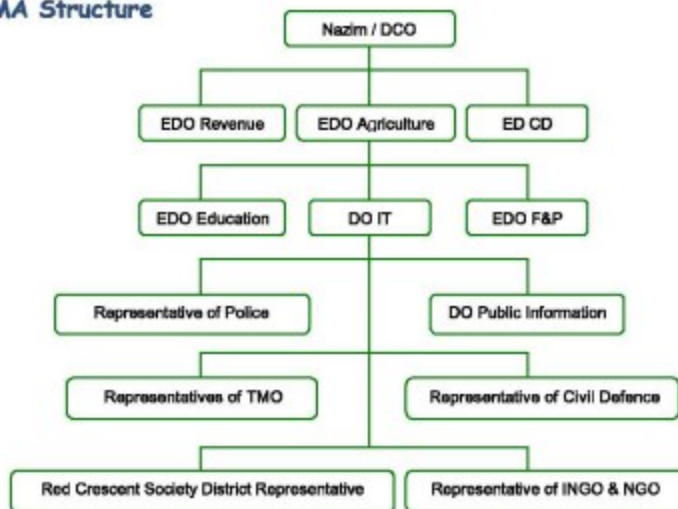 MA Structure
Nazim / DCO
EDO Revenue
EDO Agriculture
ED CD
EDO Education
DO IT
EDO F&P
Representative of Police
DO Public Information
Representatives of TMO
Representative of Civil Defence
Red Crescent Society District Representative
Representative of INGO & NGO